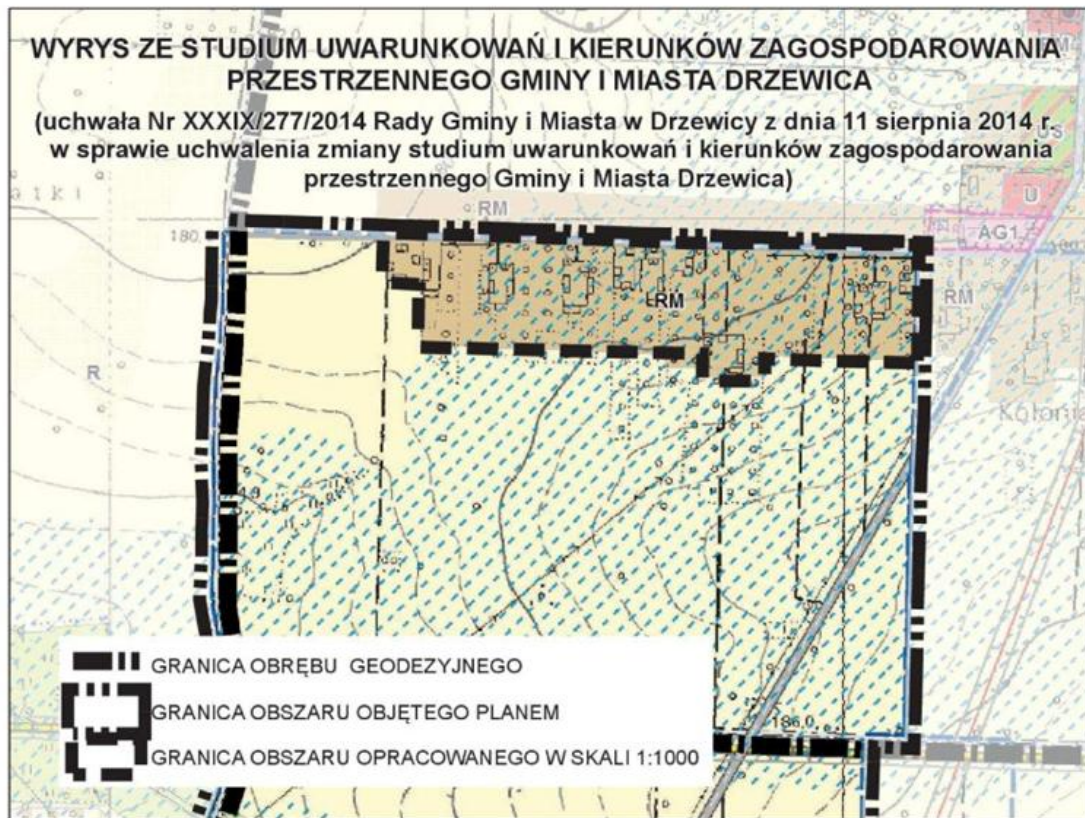 WYRYS ZE STUDIUM UWARUNKOWAŃ I KIERUNKÓW ZAGOSPODAROWANIA
PRZESTRZENNEGO GMINY I MIASTA DRZEWICA
(uchwała Nr XXXIX/277/2014 Rady Gminy i Miasta w Drzewicy z dnia 11 sierpnia 2014 r.
w sprawie uchwalenia zmiany studium uwarunkowań i kierunków zagospodarowania
przestrzennego Gminy i Miasta Drzewica)
US
U
RM
AG1
180.
RM
RM
R
186.0
GRANICA OBRĘBU GEODEZYJNEGO
GRANICA OBSZARU OBJĘTEGO PLANEM
GRANICA OBSZARU OPRACOWANEGO W SKALI 1:1000